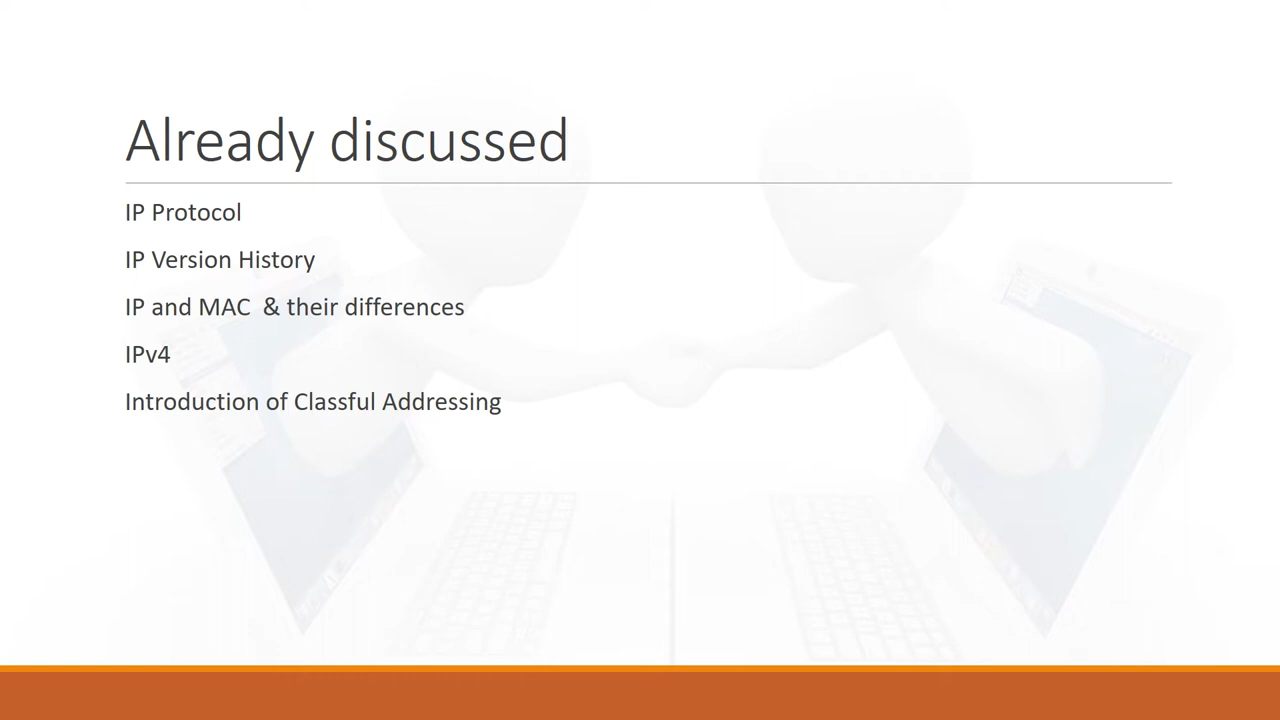 Already discussed
IP Protocol
IP Version History
IP and MAC  & their differences
IPv4
Introduction of Classful Addressing